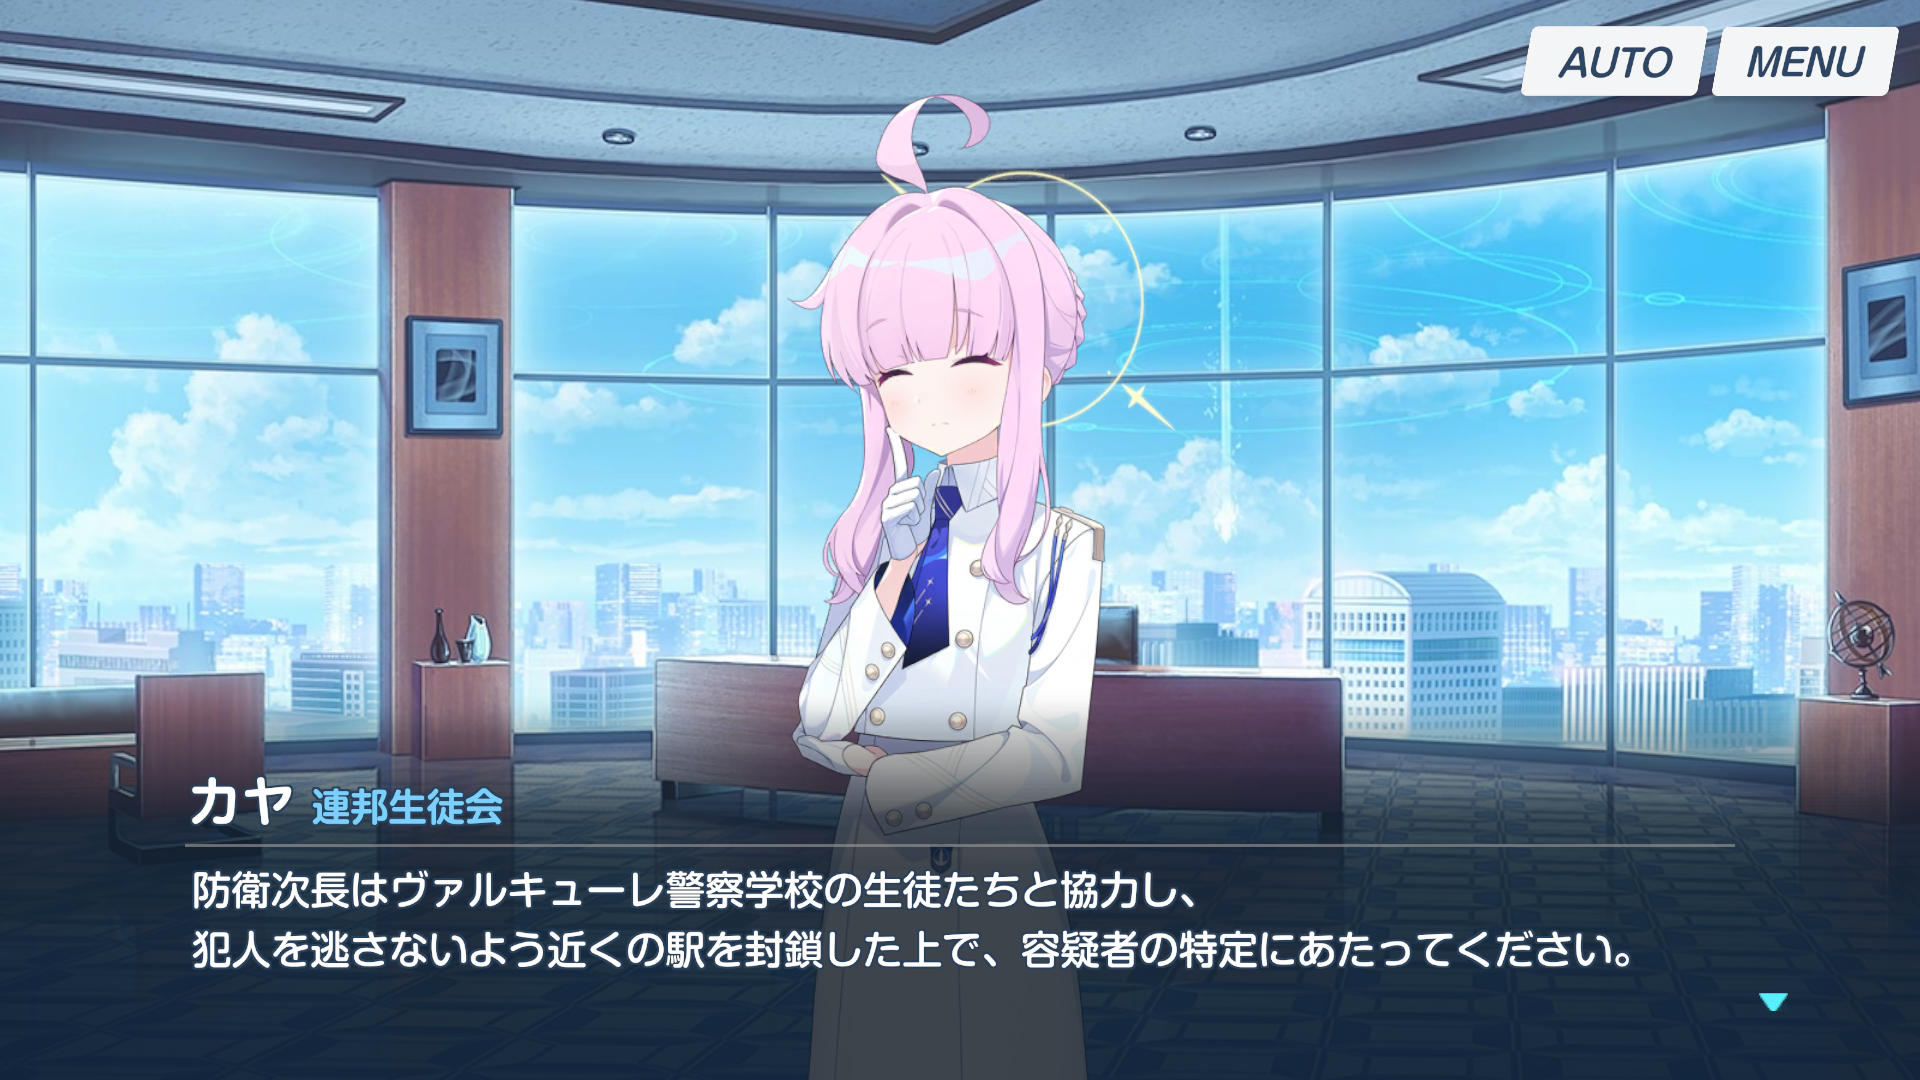 AUTO
MENU
カヤ 連邦生徒会
防衛次長はヴァルキューレ警察学校の生徒たちと協力し、
犯人を逃さないよう近くの駅を封鎖した上で、容疑者の特定にあたってください。